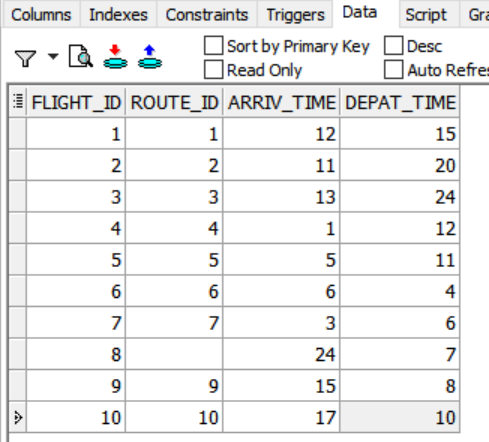 Columns Indexes Constraints Triggers Data Script Gra
Sort by Primary Key Desc
Read Only Auto Refres
FLIGHT_ID ROUTE_ID ARRIV_TIME DEPAT_TIME
1 1 12 15
2 2 11 20
3 3 13 24
4 4 1 12
5 5 5 11
6 6 6 4
7 7 3 6
8 24 7
9 9 15 8
10 10 17 10